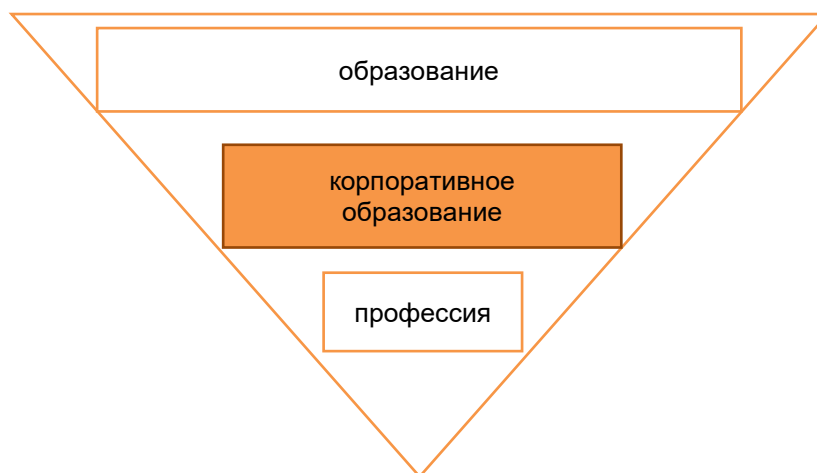 образование
корпоративное
образование
профессия